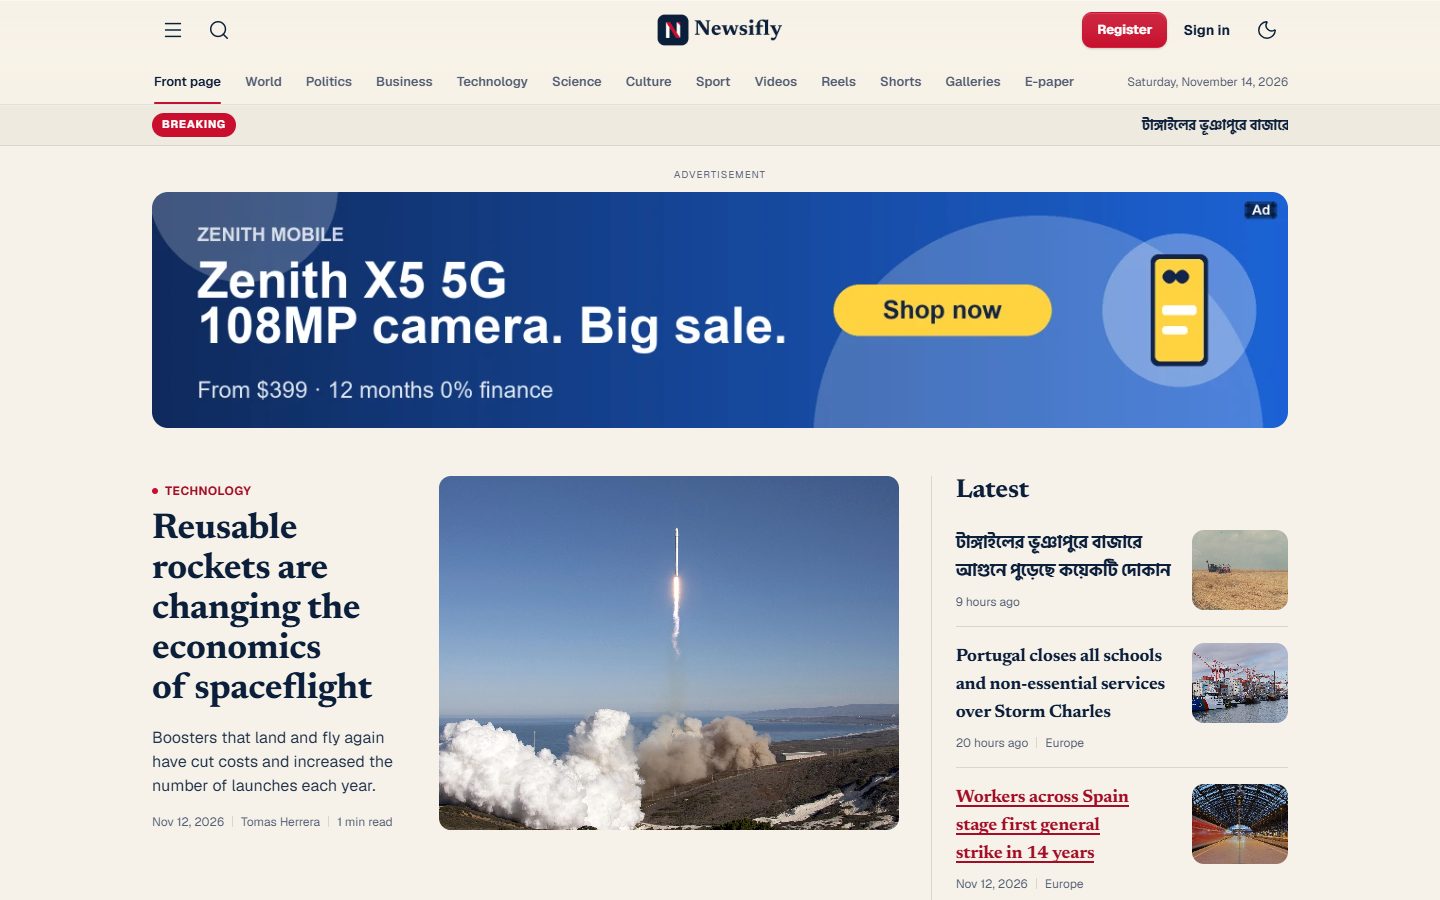 Newsifly
Register
Sign in
Front page
World
Politics
Business
Technology
Science
Culture
Sport
Videos
Reels
Shorts
Galleries
E-paper
Saturday, November 14, 2026
BREAKING
টাঙ্গাইলের ভূঞাপুরে বাজারে
ADVERTISEMENT
Ad
ZENITH MOBILE
Zenith X5 5G
108MP camera. Big sale.
Shop now
From $399 · 12 months 0% finance
TECHNOLOGY
Reusable
rockets are
changing the
economics
of spaceflight
Boosters that land and fly again
have cut costs and increased the
number of launches each year.
Nov 12, 2026
Tomas Herrera
1 min read
Latest
টাঙ্গাইলের ভূঞাপুরে বাজারে
আগুনে পুড়েছে কয়েকটি দোকান
9 hours ago
Portugal closes all schools
and non-essential services
over Storm Charles
20 hours ago
Europe
Workers across Spain
stage first general
strike in 14 years
Nov 12, 2026
Europe